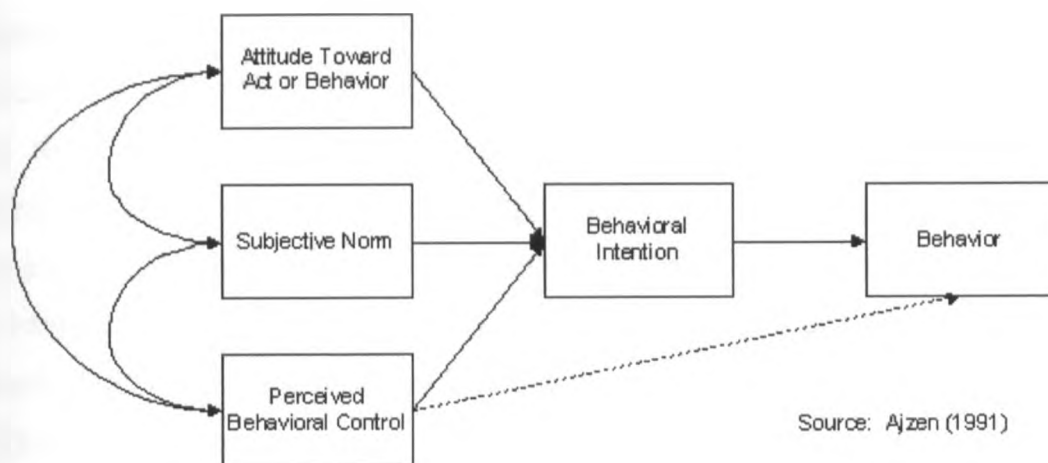 Attitude Toward
Act or Behavior
Subjective Norm
Behavioral
Intention
Behavior
Perceived
Behavioral Control
Source: Ajzen (1991)